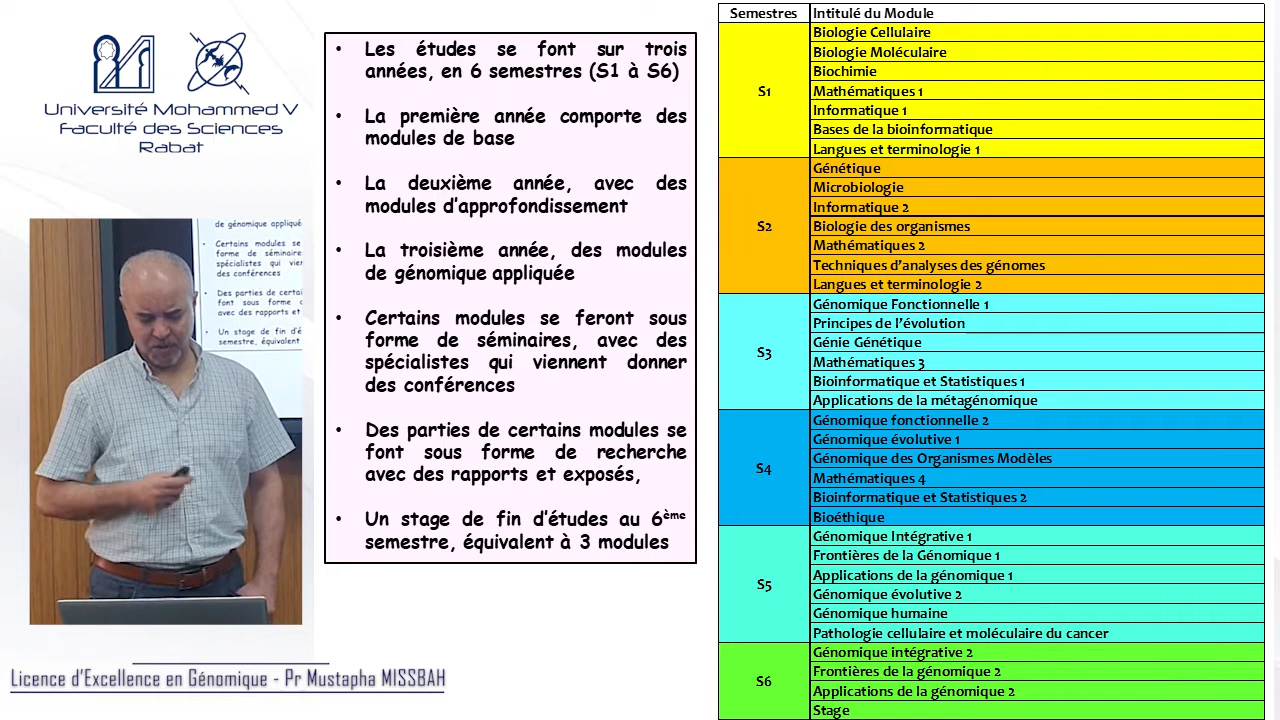 Université Mohammed V
Faculté des Sciences
Rabat
de génomique appliqué
Certains modules se
forme de séminaire
spécialistes qui vien
des conférences
Des parties de certai
font sous forme d
avec des rapports et
Un stage de fin d'é
semestre, équivalent
Licence d'Excellence en Génomique - Pr Mustapha MISSBAH
• Les études se font sur trois
années, en 6 semestres (S1 à S6)
• La première année comporte des
modules de base
• La deuxième année, avec des
modules d'approfondissement
• La troisième année, des modules
de génomique appliquée
• Certains modules se feront sous
forme de séminaires, avec des
spécialistes qui viennent donner
des conférences
• Des parties de certains modules se
font sous forme de recherche
avec des rapports et exposés,
• Un stage de fin d'études au 6ème
semestre, équivalent à 3 modules
Semestres Intitulé du Module
S1
Biologie Cellulaire
Biologie Moléculaire
Biochimie
Mathématiques 1
Informatique 1
Bases de la bioinformatique
Langues et terminologie 1
S2
Génétique
Microbiologie
Informatique 2
Biologie des organismes
Mathématiques 2
Techniques d'analyses des génomes
Langues et terminologie 2
S3
Génomique Fonctionnelle 1
Principes de l'évolution
Génie Génétique
Mathématiques 3
Bioinformatique et Statistiques 1
Applications de la métagénomique
S4
Génomique fonctionnelle 2
Génomique évolutive 1
Génomique des Organismes Modèles
Mathématiques 4
Bioinformatique et Statistiques 2
Bioéthique
S5
Génomique Intégrative 1
Frontières de la Génomique 1
Applications de la génomique 1
Génomique évolutive 2
Génomique humaine
Pathologie cellulaire et moléculaire du cancer
S6
Génomique intégrative 2
Frontières de la génomique 2
Applications de la génomique 2
Stage